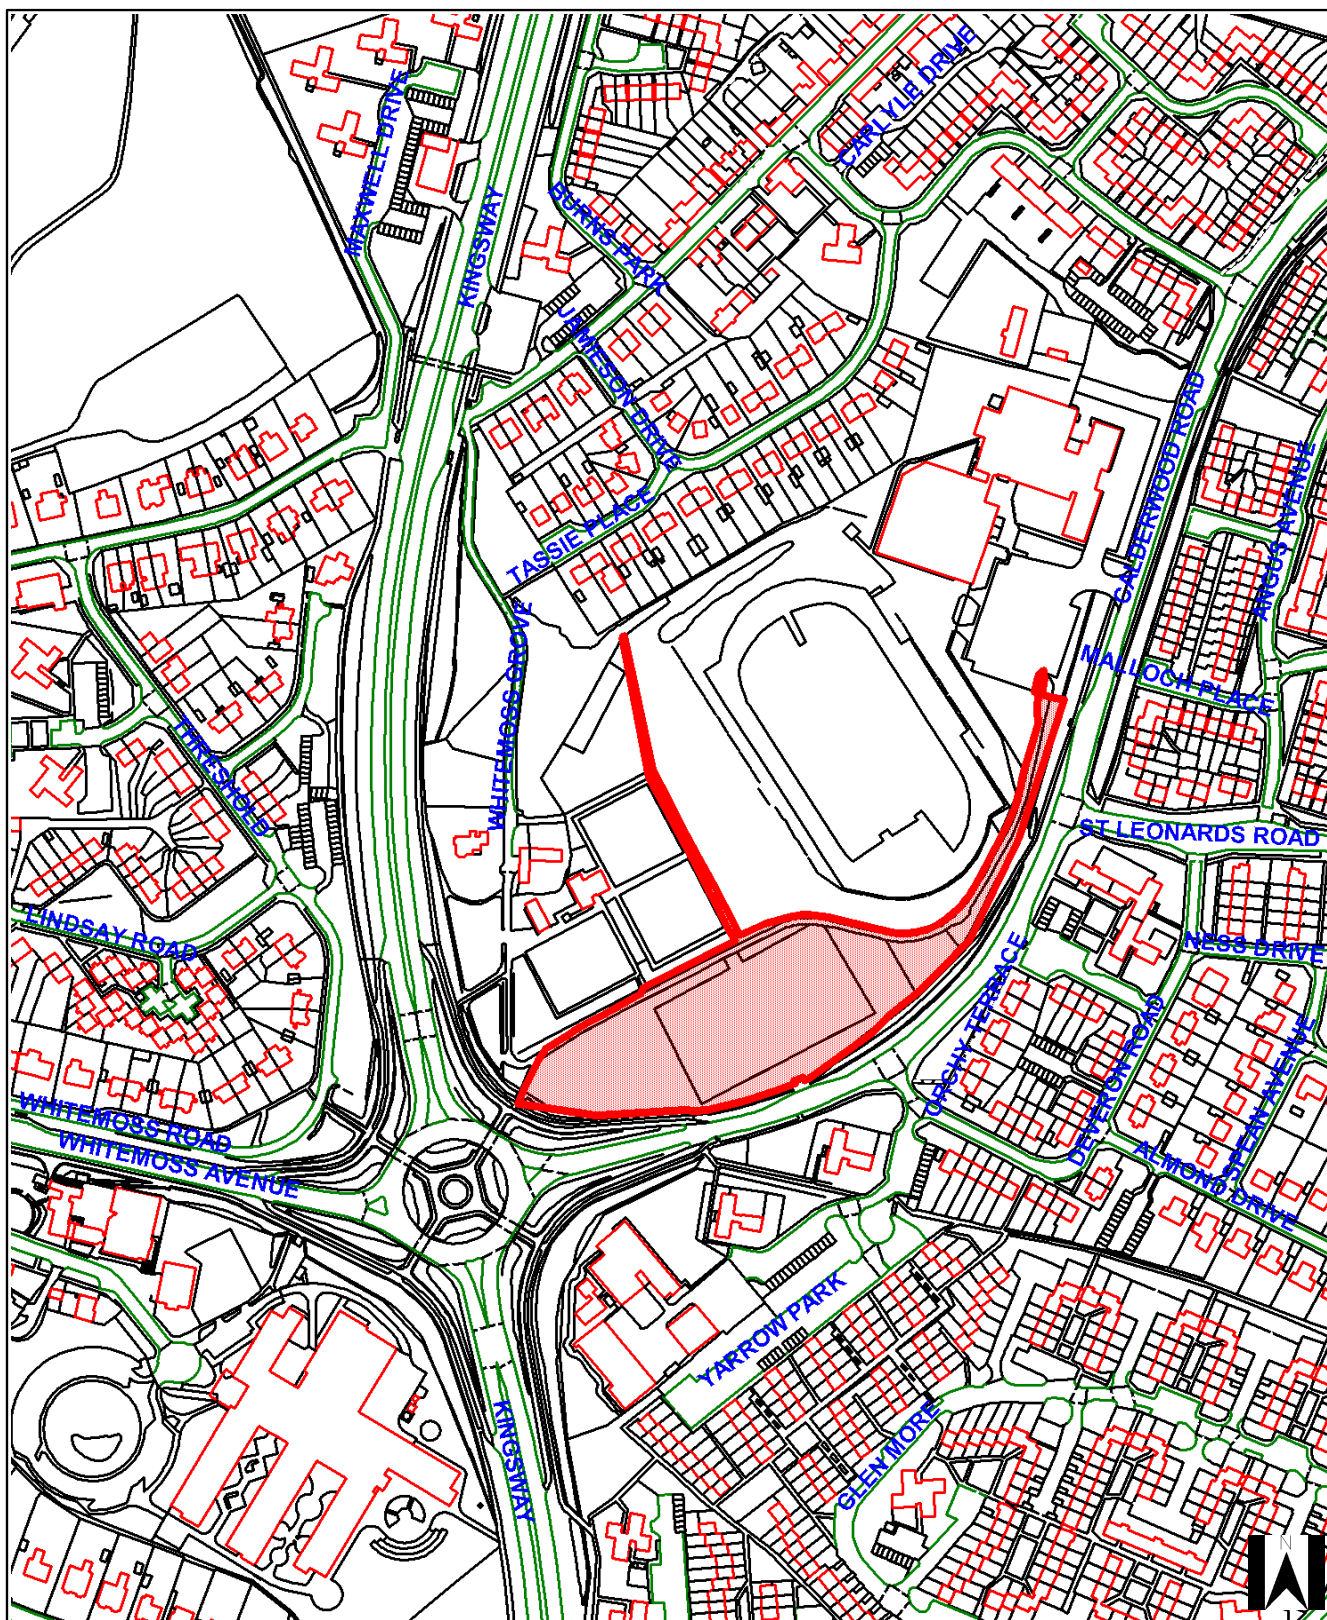 CARLYLE DRIVE
MAXWELL DRIVE
KINGSWAY
BURNS PARK
JAMIESON DRIVE
CALDERWOOD ROAD
ANGUS AVENUE
TASSIE PLACE
WHITEMOSS GROVE
MALLOCH PLACE
THRESHOLD
ST LEONARDS ROAD
LINDSAY ROAD
NESS DRIVE
ORCHY TERRACE
DEVERON ROAD
SPEAN AVENUE
WHITEMOSS ROAD
WHITEMOSS AVENUE
ALMOND DRIVE
YARROW PARK
GLEN MORE
KINGSWAY
N